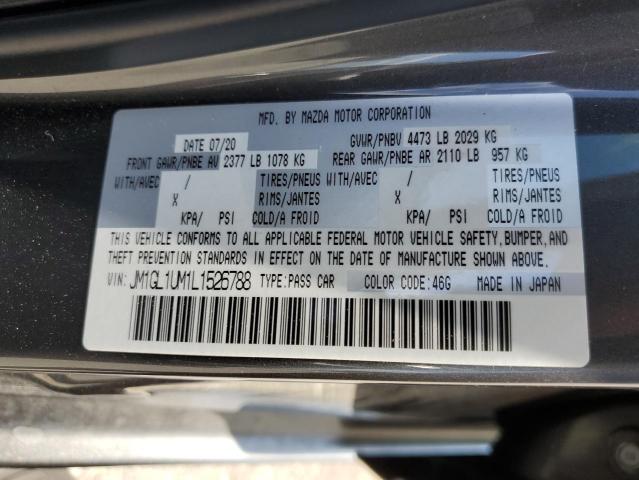 MFD. BY MAZDA MOTOR CORPORATION
DATE 07/20 GVWR/PNBV 4473 LB 2029 KG
FRONT GAWR/PNBE AV 2377 LB 1078 KG REAR GAWR/PNBE AR 2110 LB 957 KG
WITH/AVEC / TIRES/PNEUS WITH/AVEC / TIRES/PNEUS
X RIMS/JANTES X RIMS/JANTES
KPA/ PSI COLD/A FROID KPA/ PSI COLD/A FROID
THIS VEHICLE CONFORMS TO ALL APPLICABLE FEDERAL MOTOR VEHICLE SAFETY, BUMPER, AND
THEFT PREVENTION STANDARDS IN EFFECT ON THE DATE OF MANUFACTURE SHOWN ABOVE.
VIN: JM1GL1UM1L1526788 TYPE: PASS CAR COLOR CODE: 46G MADE IN JAPAN